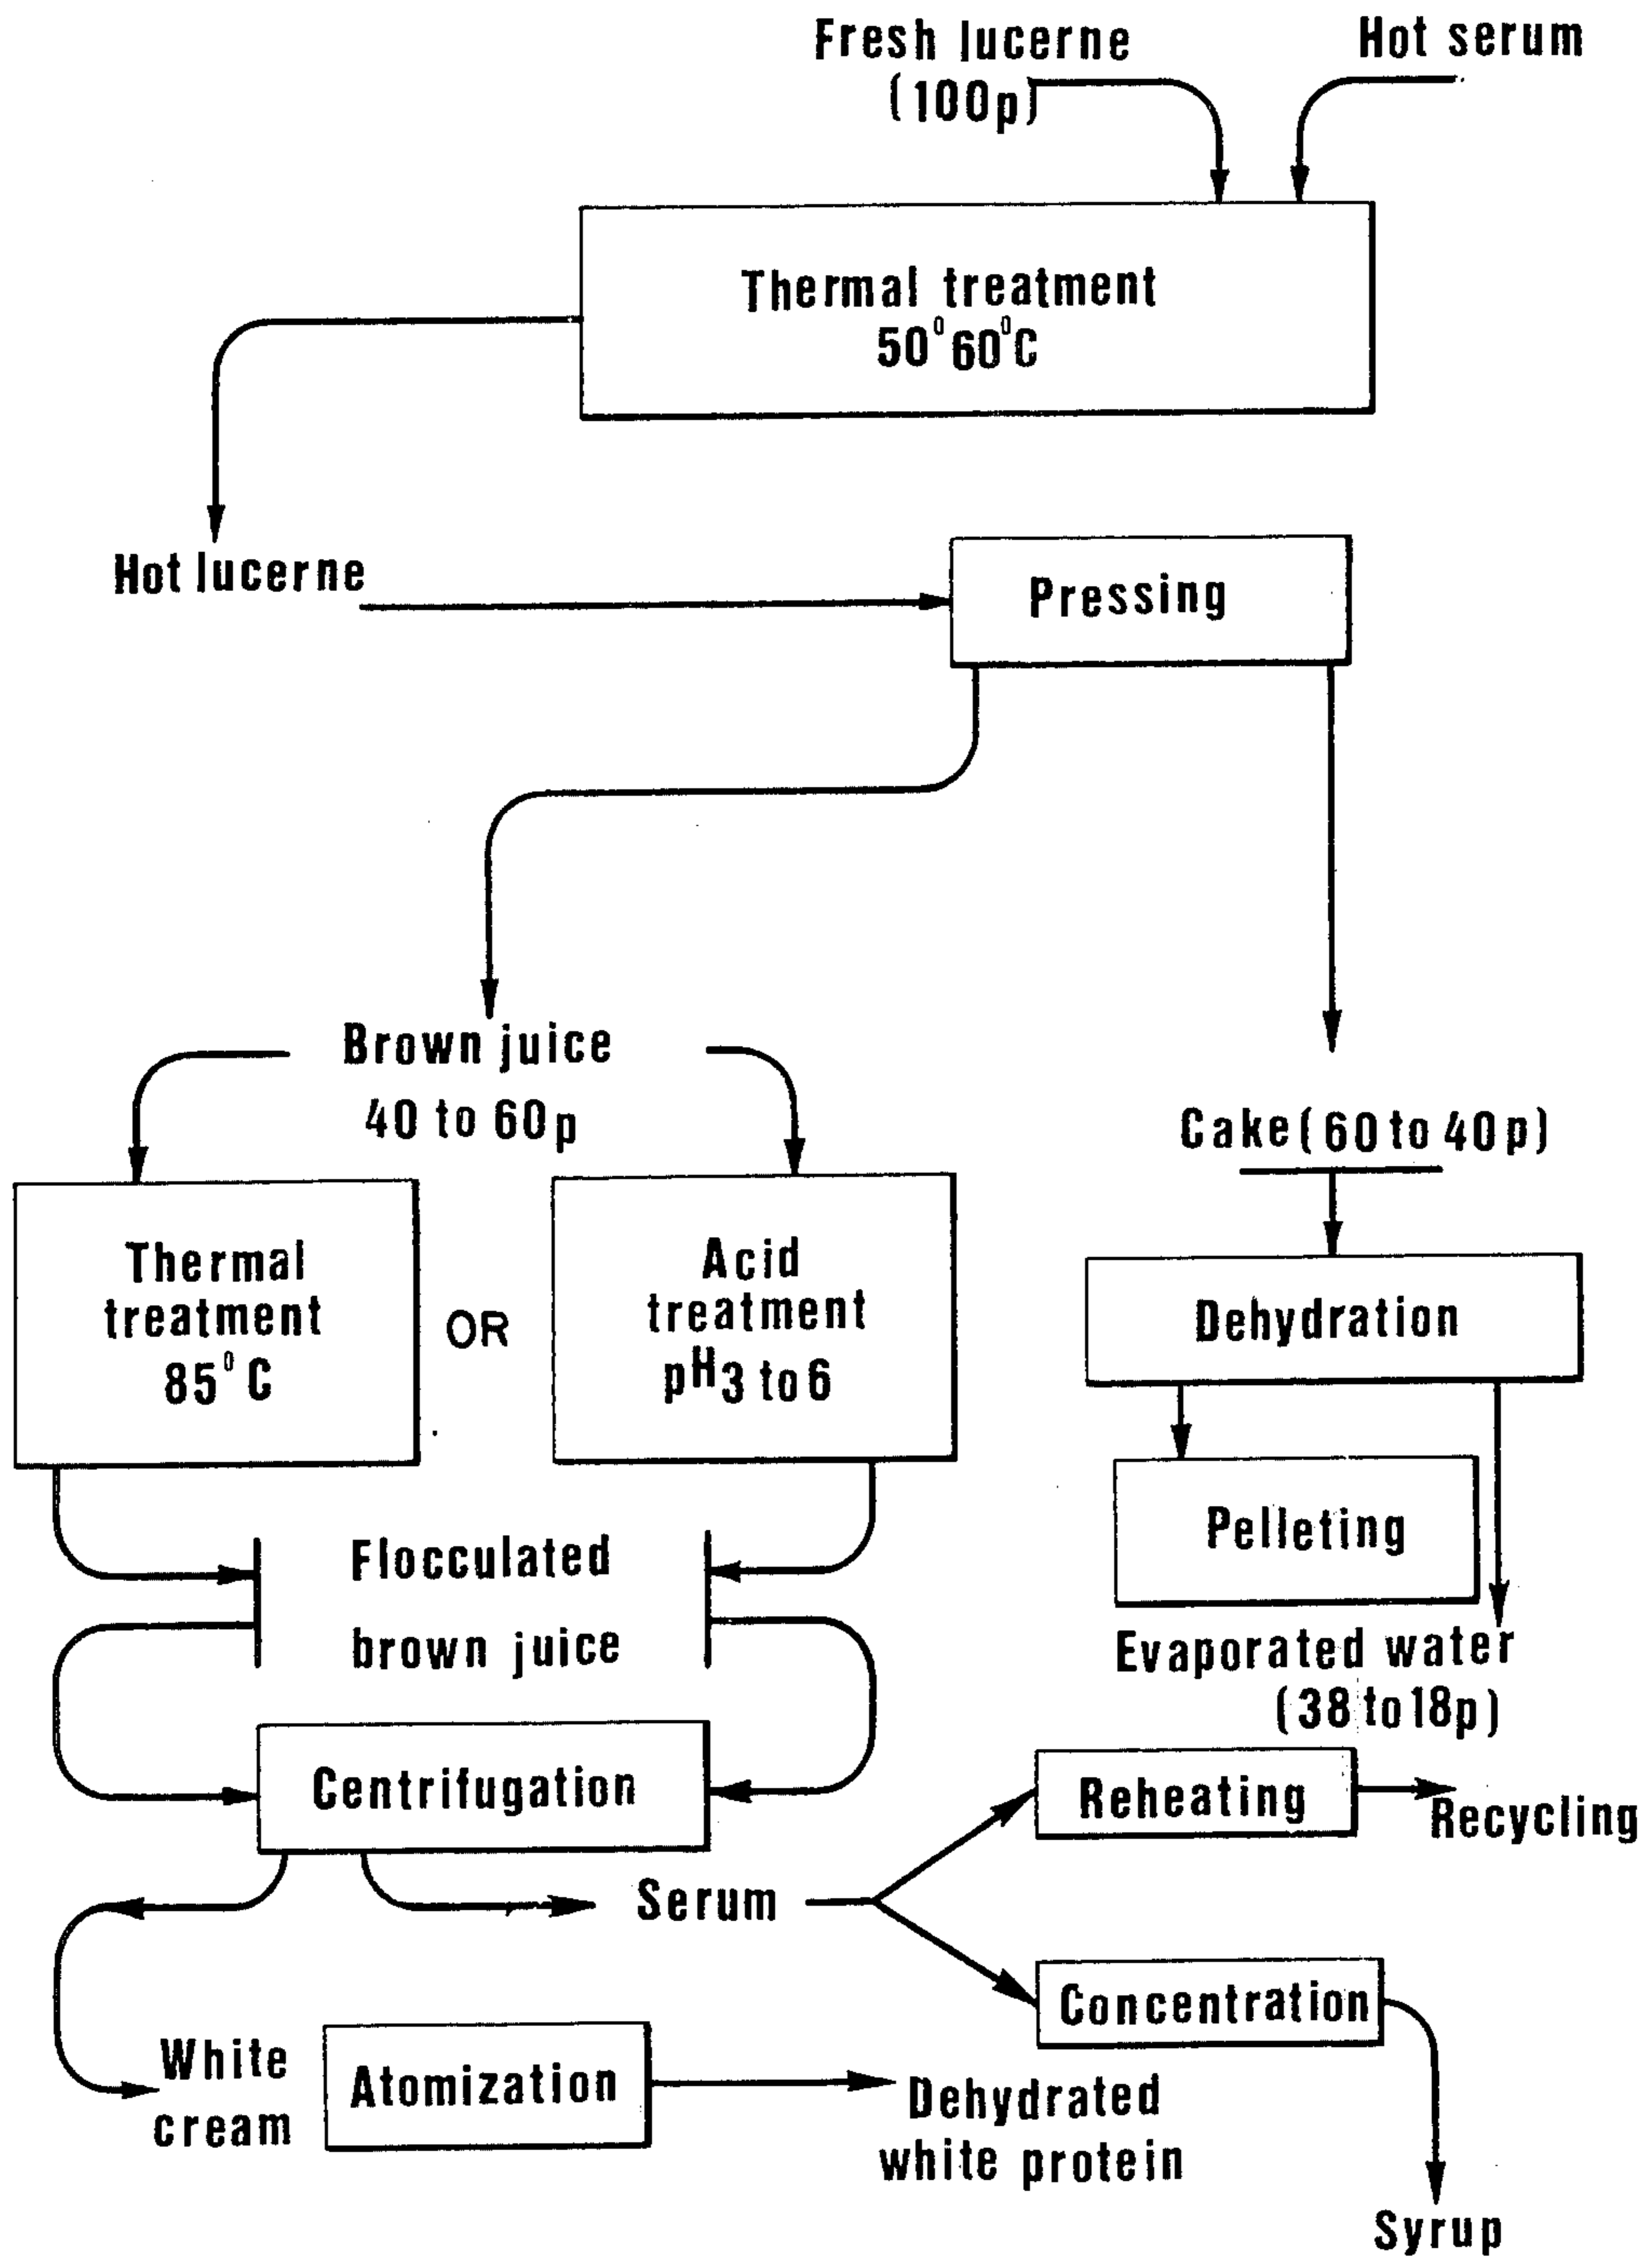 Fresh lucerne
(100p)
Hot serum
Thermal treatment
50°60°C
Hot lucerne
Pressing
Brown juice
40 to 60p
Cake (60 to 40p)
Thermal
treatment
85°C
OR
Acid
treatment
pH3 to 6
Dehydration
Pelleting
Flocculated
brown juice
Evaporated water
(38 to 18p)
Centrifugation
Reheating
Recycling
Serum
Concentration
White
cream
Atomization
Dehydrated
white protein
Syrup